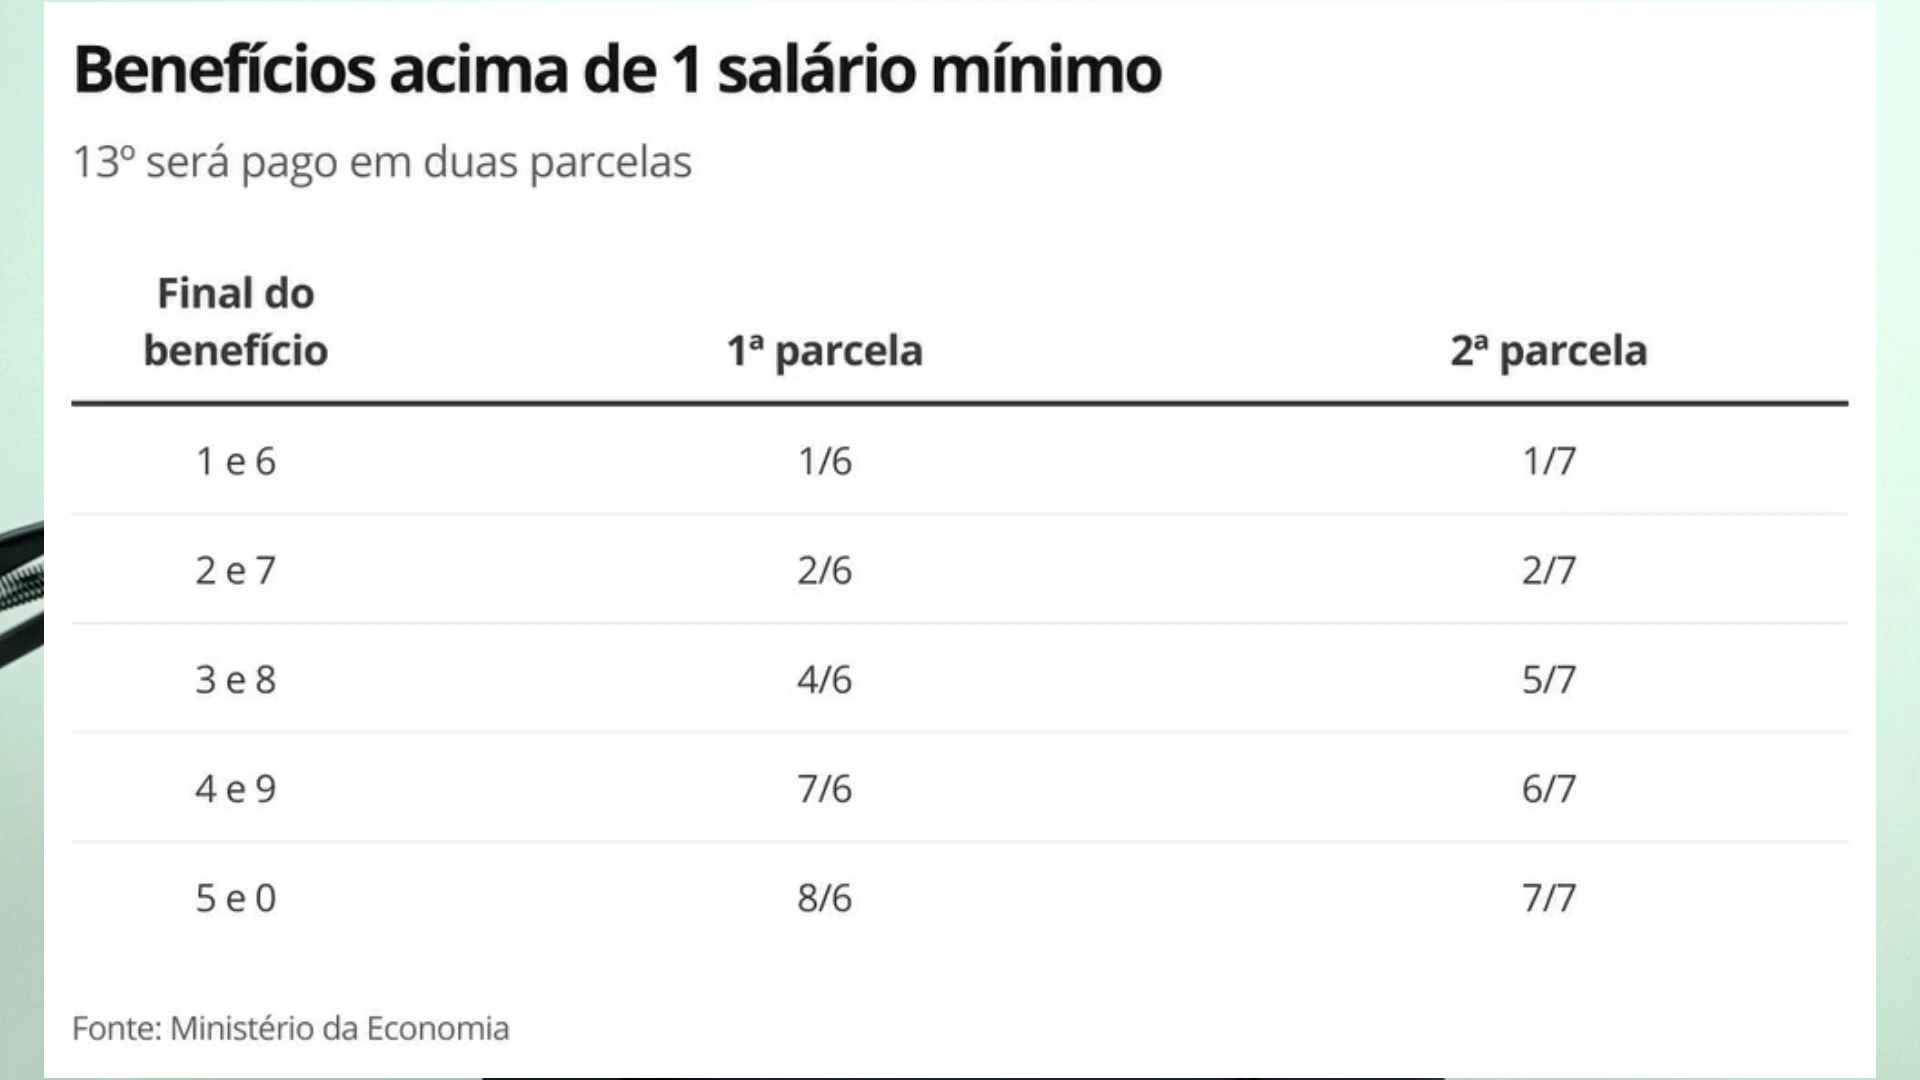 Benefícios acima de 1 salário mínimo
13º será pago em duas parcelas
Final do
benefício 1ª parcela 2ª parcela
1 e 6 1/6 1/7
2 e 7 2/6 2/7
3 e 8 4/6 5/7
4 e 9 7/6 6/7
5 e 0 8/6 7/7
Fonte: Ministério da Economia